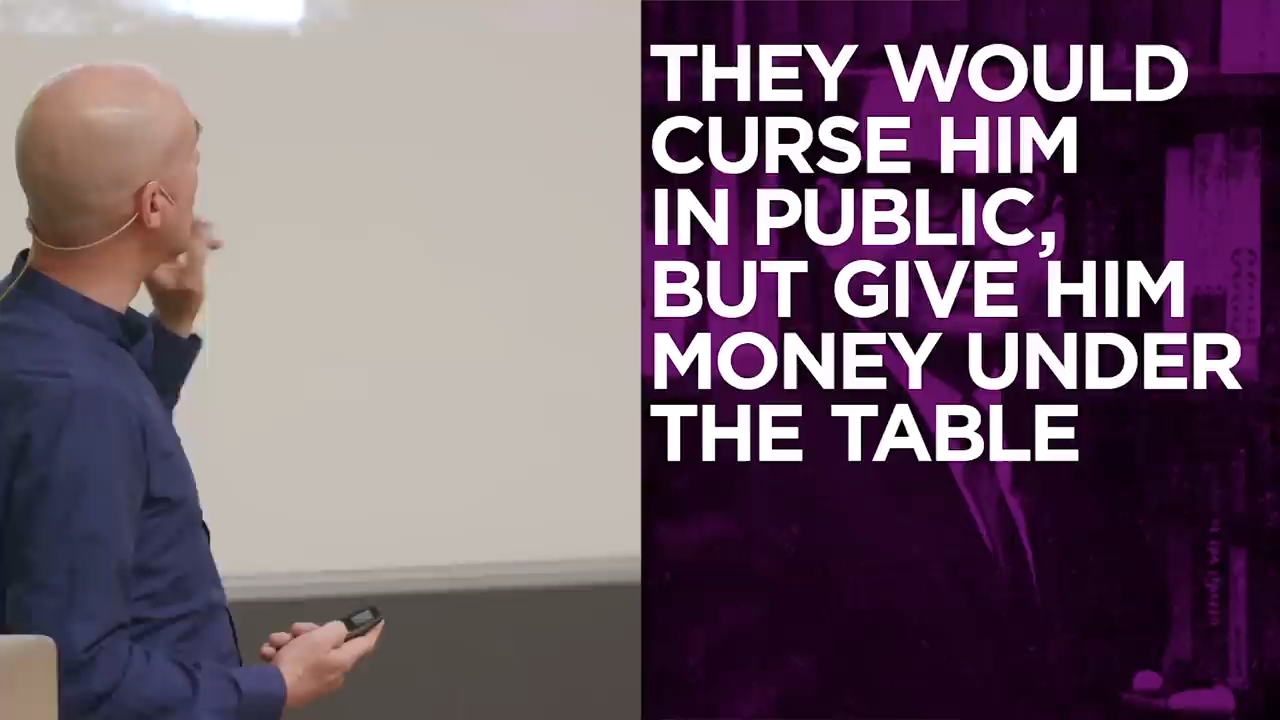 THEY WOULD
CURSE HIM
IN PUBLIC,
BUT GIVE HIM
MONEY UNDER
THE TABLE